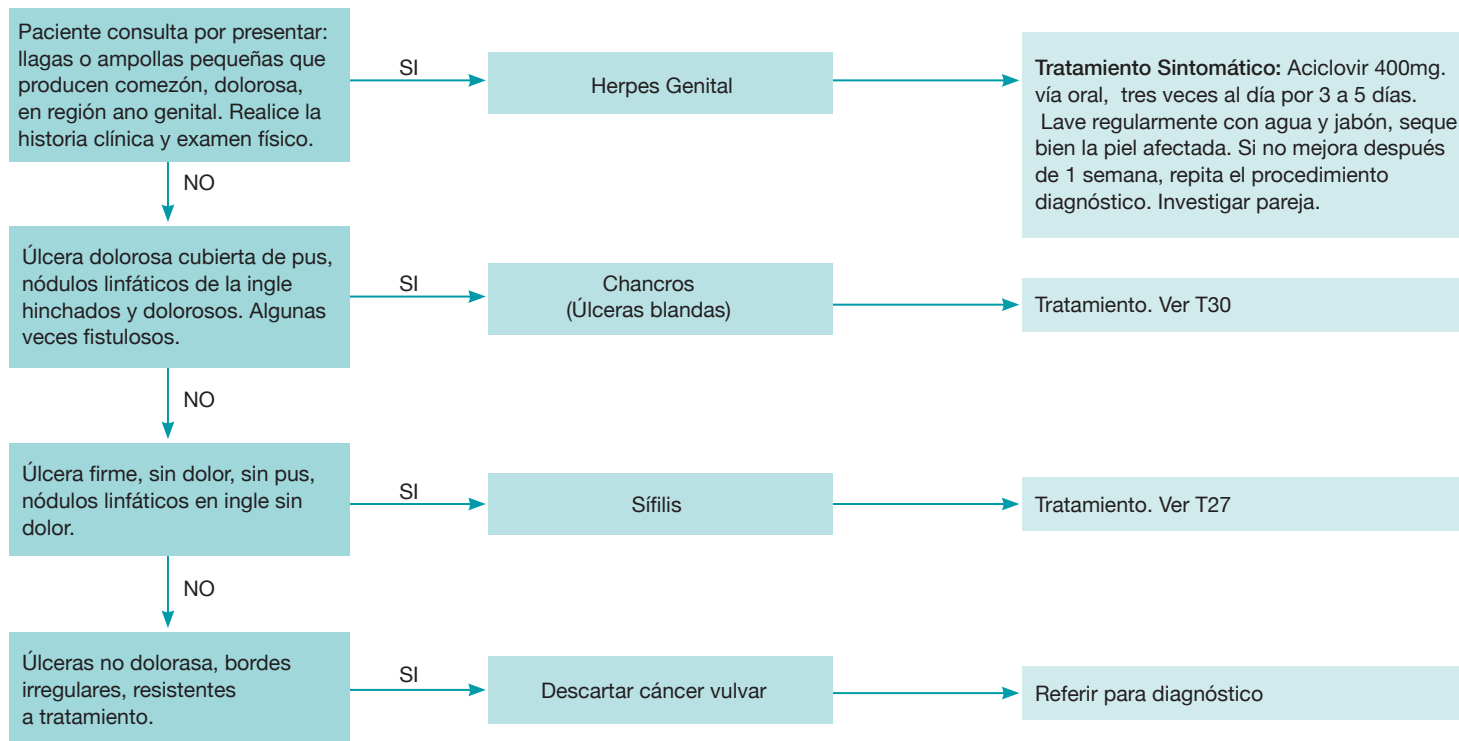 Paciente consulta por presentar:
llagas o ampollas pequeñas que
producen comezón, dolorosa,
en región ano genital. Realice la
historia clínica y examen físico.
SI
Herpes Genital
Tratamiento Sintomático: Aciclovir 400mg.
vía oral, tres veces al día por 3 a 5 días.
Lave regularmente con agua y jabón, seque
bien la piel afectada. Si no mejora después
de 1 semana, repita el procedimiento
diagnóstico. Investigar pareja.
NO
Úlcera dolorosa cubierta de pus,
nódulos linfáticos de la ingle
hinchados y dolorosos. Algunas
veces fistulosos.
SI
Chancros
(Úlceras blandas)
Tratamiento. Ver T30
NO
Úlcera firme, sin dolor, sin pus,
nódulos linfáticos en ingle sin
dolor.
SI
Sífilis
Tratamiento. Ver T27
NO
Úlceras no dolorasa, bordes
irregulares, resistentes
a tratamiento.
SI
Descartar cáncer vulvar
Referir para diagnóstico